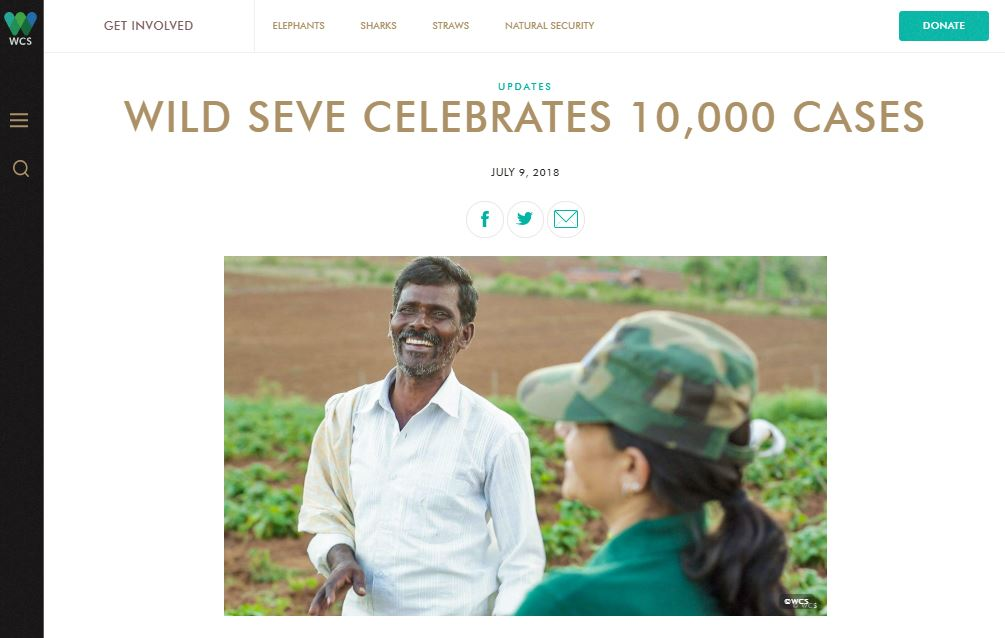 WCS
GET INVOLVED
ELEPHANTS
SHARKS
STRAWS
NATURAL SECURITY
DONATE
UPDATES
WILD SEVE CELEBRATES 10,000 CASES
JULY 9, 2018
©WCS
© WCS